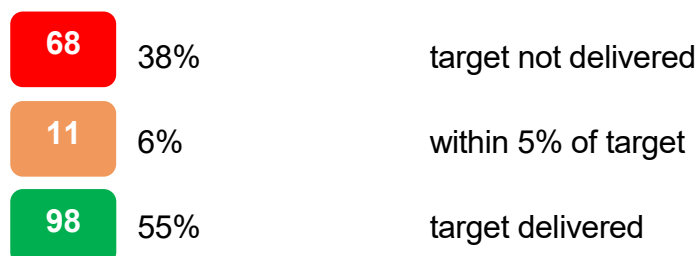 68 38% target not delivered
11 6% within 5% of target
98 55% target delivered